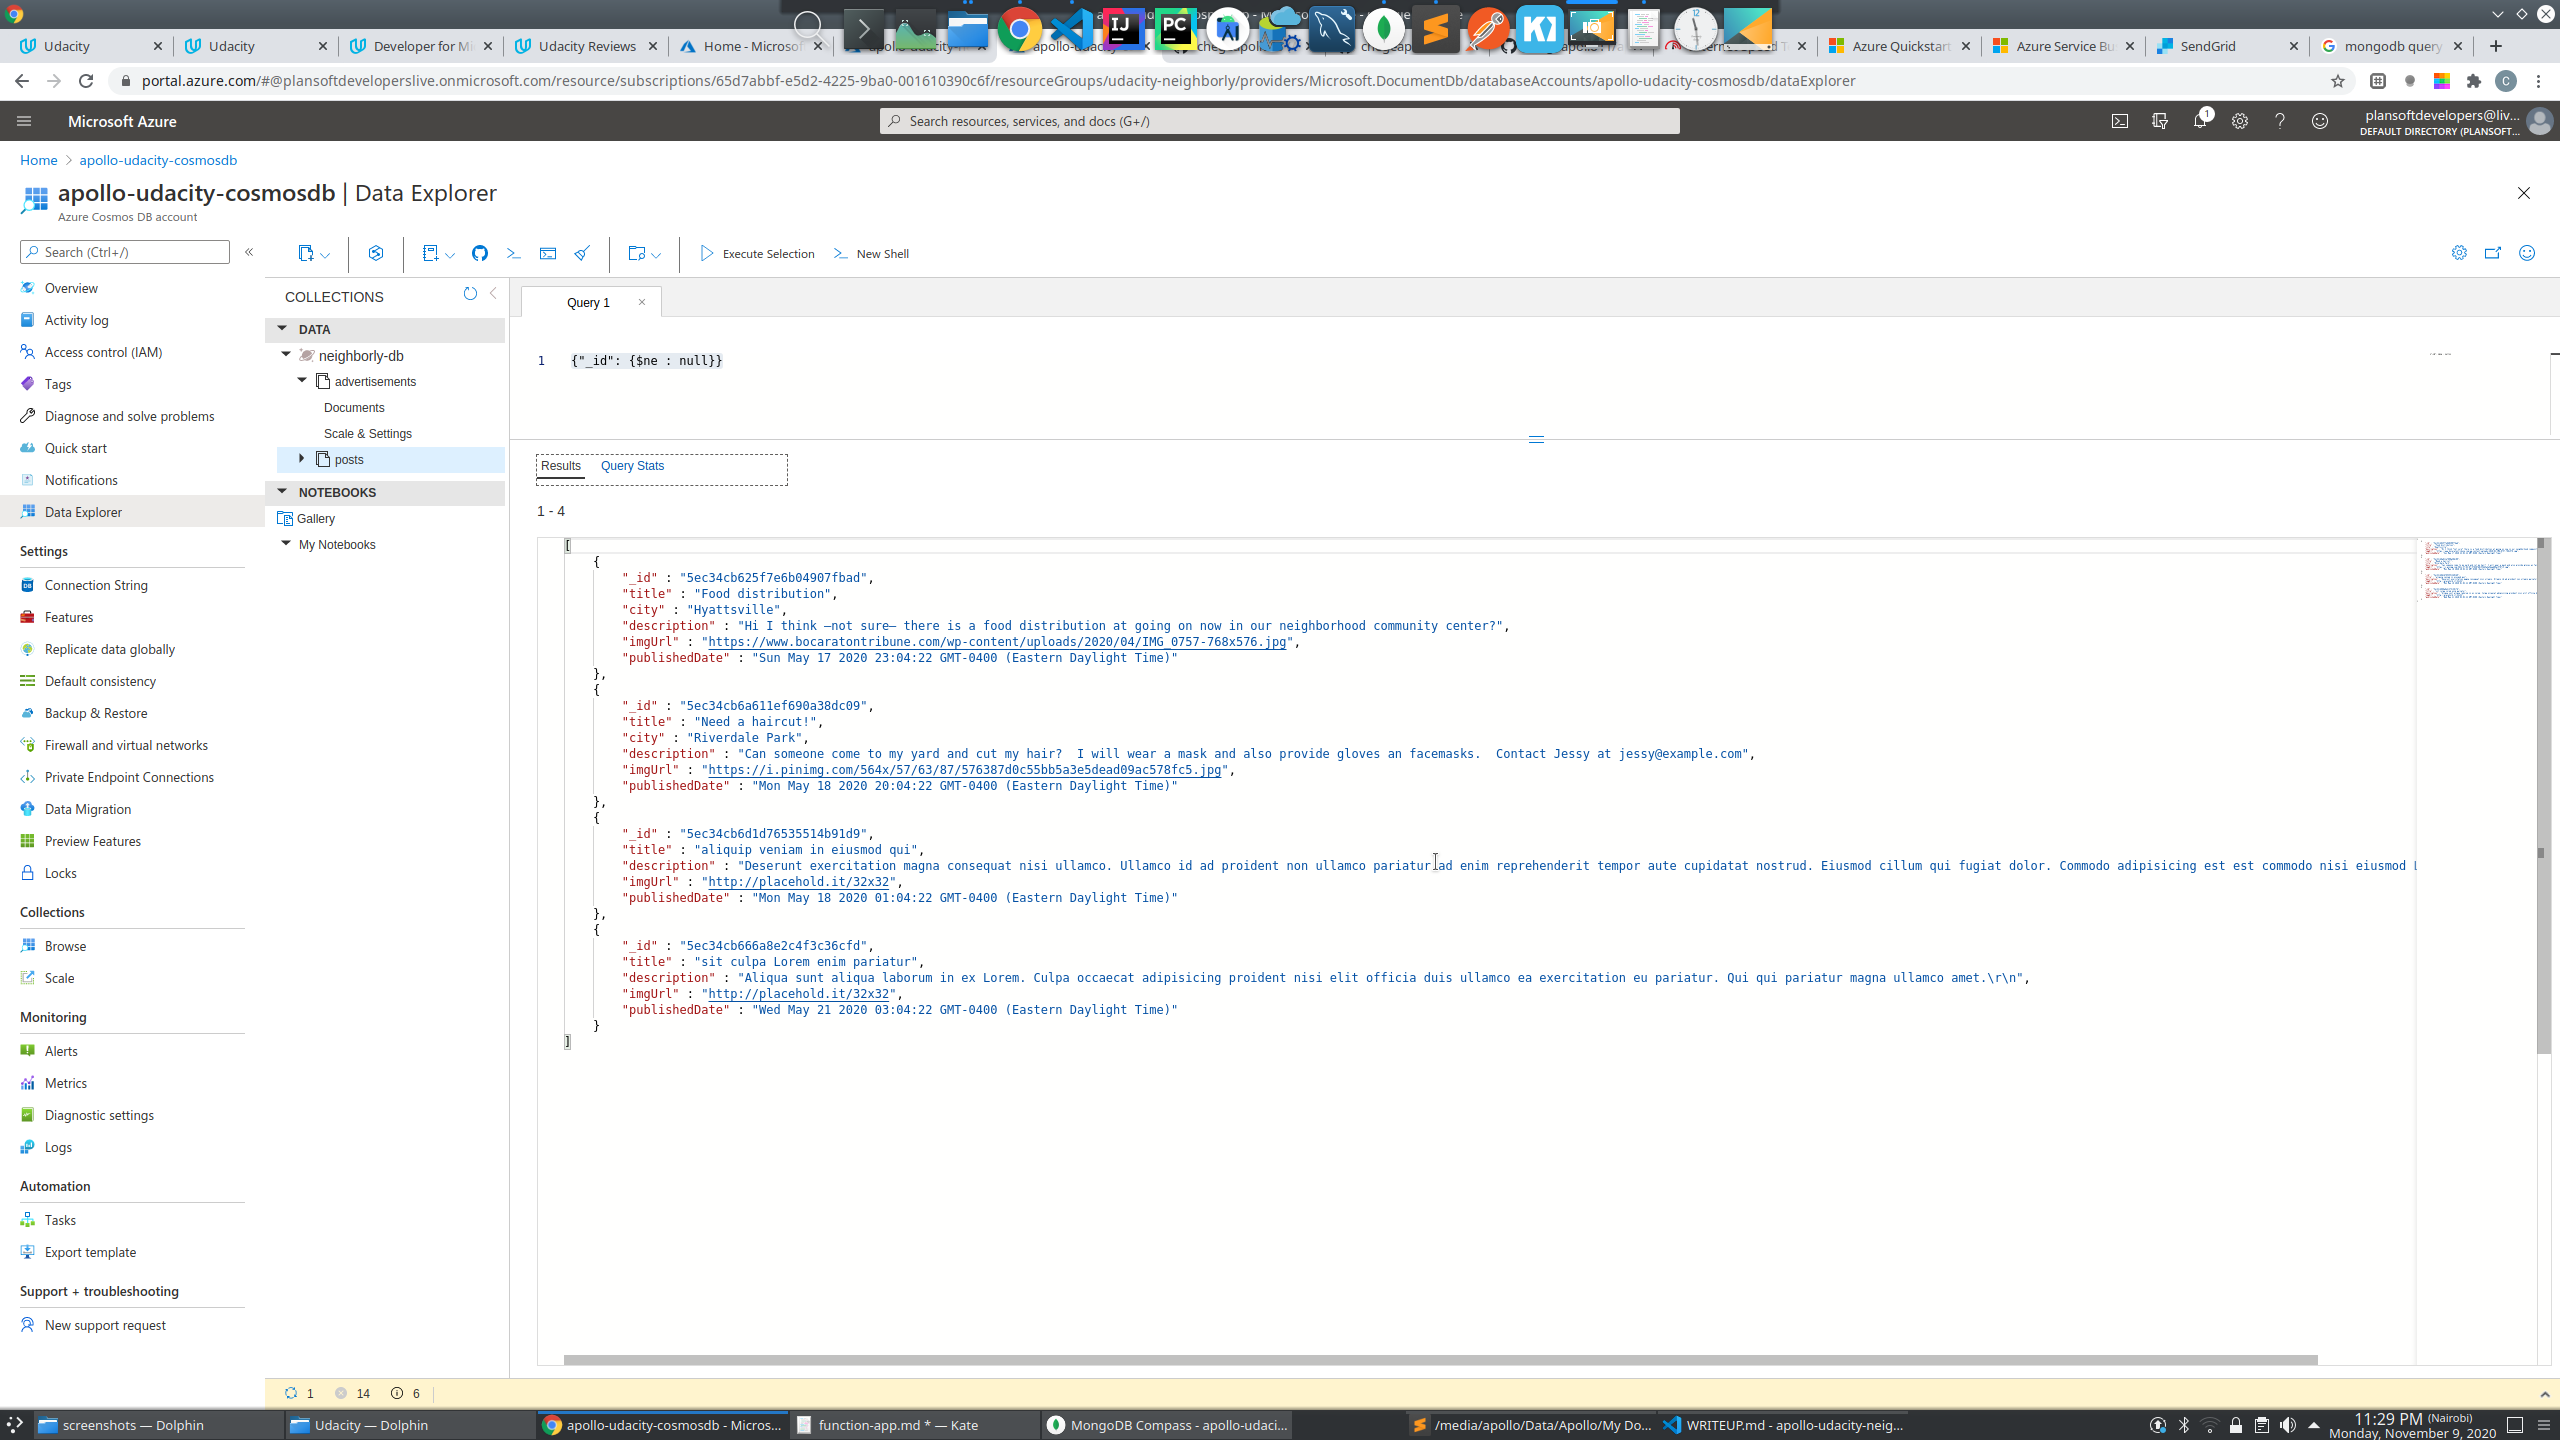 Udacity
Udacity
Developer for Mi
Udacity Reviews
Home - Microsof
Azure Quickstart
Azure Service Bu
SendGrid
mongodb query
portal.azure.com/#@plansoftdeveloperslive.onmicrosoft.com/resource/subscriptions/65d7abbf-e5d2-4225-9ba0-001610390c6f/resourceGroups/udacity-neighborly/providers/Microsoft.DocumentDb/databaseAccounts/apollo-udacity-cosmosdb/dataExplorer
Microsoft Azure
Search resources, services, and docs (G+/)
1
plansoftdevelopers@liv...
DEFAULT DIRECTORY (PLANSOFT...
Home > apollo-udacity-cosmosdb
apollo-udacity-cosmosdb | Data Explorer
Azure Cosmos DB account
Search (Ctrl+/)
Overview
Activity log
Access control (IAM)
Tags
Diagnose and solve problems
Quick start
Notifications
Data Explorer
Settings
Connection String
Features
Replicate data globally
Default consistency
Backup & Restore
Firewall and virtual networks
Private Endpoint Connections
Data Migration
Preview Features
Locks
Collections
Browse
Scale
Monitoring
Alerts
Metrics
Diagnostic settings
Logs
Automation
Tasks
Export template
Support + troubleshooting
New support request
Execute Selection
New Shell
COLLECTIONS
DATA
neighborly-db
advertisements
Documents
Scale & Settings
posts
NOTEBOOKS
Gallery
My Notebooks
Query 1
1 {"_id": {$ne : null}}
Results Query Stats
1 - 4
[
{
"_id" : "5ec34cb625f7e6b04907fbad",
"title" : "Food distribution",
"city" : "Hyattsville",
"description" : "Hi I think —not sure— there is a food distribution at going on now in our neighborhood community center?",
"imgUrl" : "https://www.bocaratontribune.com/wp-content/uploads/2020/04/IMG_0757-768x576.jpg",
"publishedDate" : "Sun May 17 2020 23:04:22 GMT-0400 (Eastern Daylight Time)"
},
{
"_id" : "5ec34cb6a611ef690a38dc09",
"title" : "Need a haircut!",
"city" : "Riverdale Park",
"description" : "Can someone come to my yard and cut my hair?  I will wear a mask and also provide gloves an facemasks.  Contact Jessy at jessy@example.com",
"imgUrl" : "https://i.pinimg.com/564x/57/63/87/576387d0c55bb5a3e5dead09ac578fc5.jpg",
"publishedDate" : "Mon May 18 2020 20:04:22 GMT-0400 (Eastern Daylight Time)"
},
{
"_id" : "5ec34cb6d1d76535514b91d9",
"title" : "aliquip veniam in eiusmod qui",
"description" : "Deserunt exercitation magna consequat nisi ullamco. Ullamco id ad proident non ullamco pariatur ad enim reprehenderit tempor aute cupidatat nostrud. Eiusmod cillum qui fugiat dolor. Commodo adipisicing est est commodo nisi eiusmod
"imgUrl" : "http://placehold.it/32x32",
"publishedDate" : "Mon May 18 2020 01:04:22 GMT-0400 (Eastern Daylight Time)"
},
{
"_id" : "5ec34cb666a8e2c4f3c36cfd",
"title" : "sit culpa Lorem enim pariatur",
"description" : "Aliqua sunt aliqua laborum in ex Lorem. Culpa occaecat adipisicing proident nisi elit officia duis ullamco ea exercitation eu pariatur. Qui qui pariatur magna ullamco amet.\r\n",
"imgUrl" : "http://placehold.it/32x32",
"publishedDate" : "Wed May 21 2020 03:04:22 GMT-0400 (Eastern Daylight Time)"
}
]
1 14 6
screenshots — Dolphin
Udacity — Dolphin
apollo-udacity-cosmosdb - Micros...
function-app.md * — Kate
MongoDB Compass - apollo-udaci...
/media/apollo/Data/Apollo/My Do...
WRITEUP.md - apollo-udacity-neig...
11:29 PM (Nairobi)
Monday, November 9, 2020